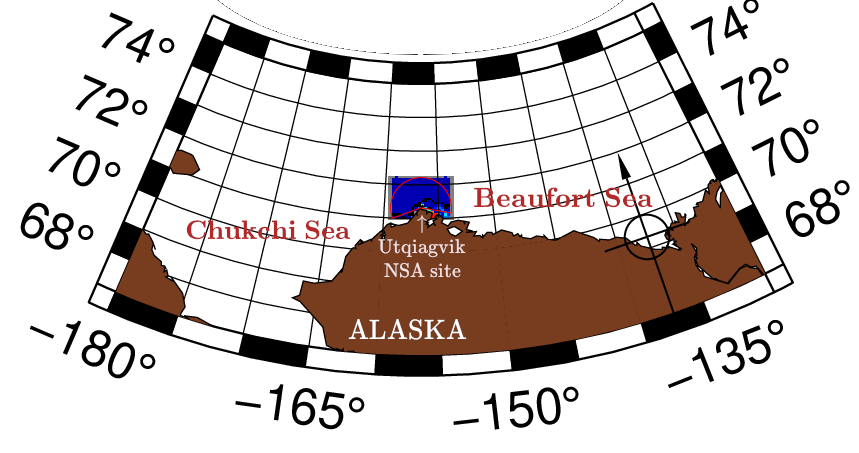 74°
72°
70°
68°
74°
72°
70°
68°
Beaufort Sea
Chukchi Sea
Utqiagvik
NSA site
ALASKA
−180°
−165°
−150°
−135°